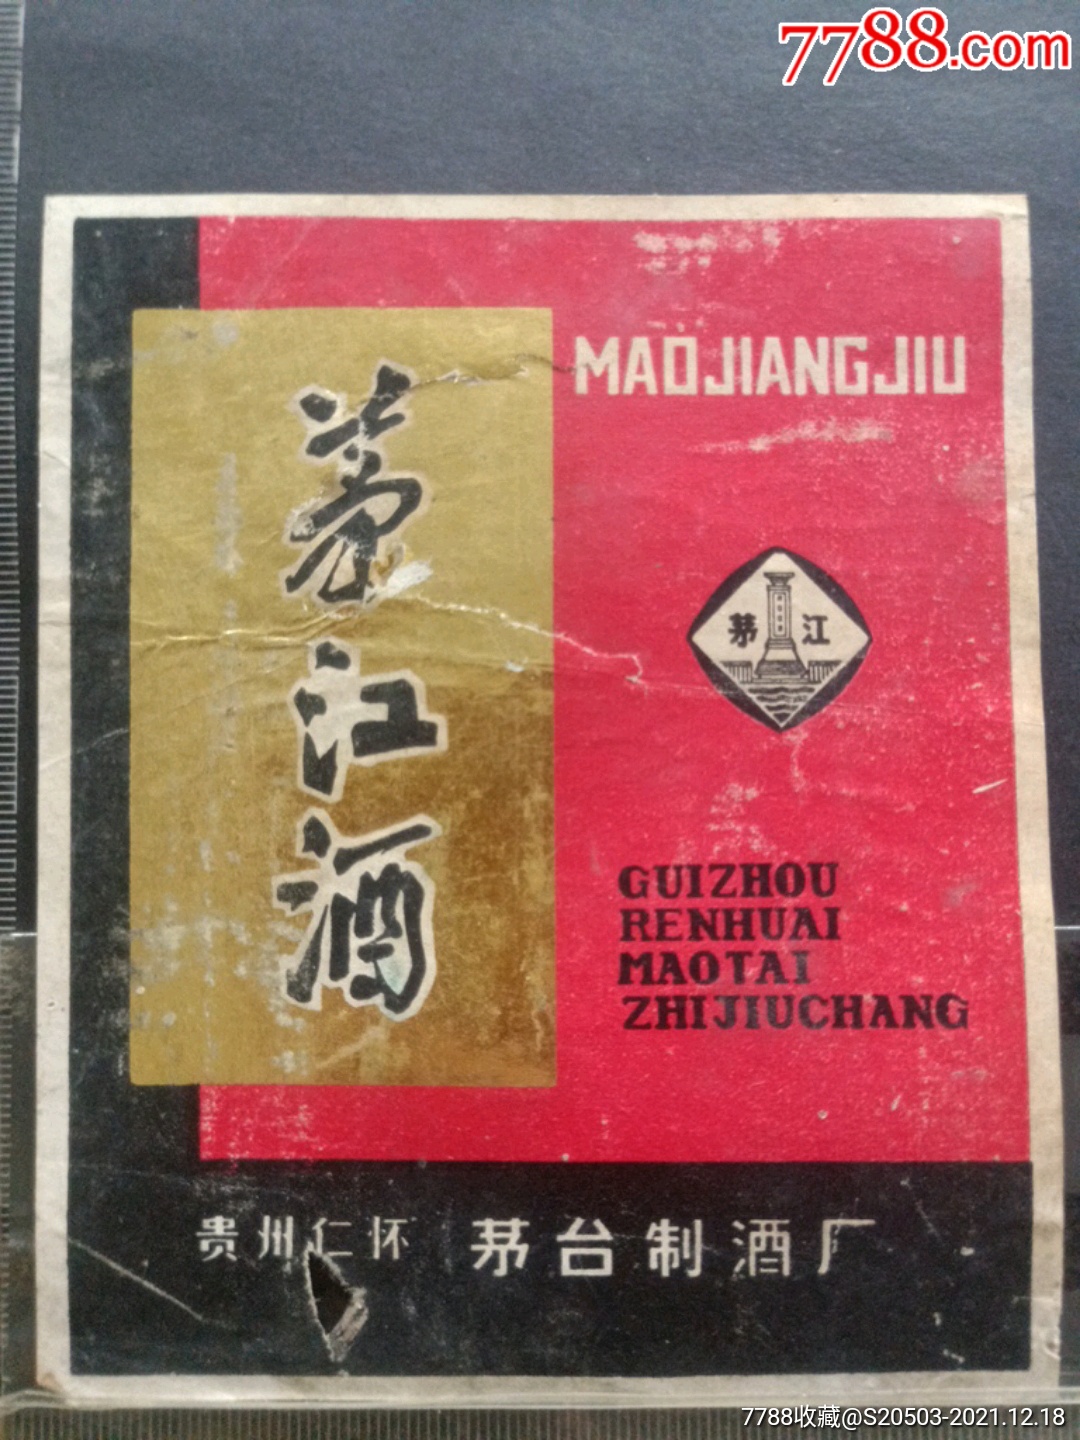 7788.com
茅江酒
MAOJIANGJIU
茅江
GUIZHOU
RENHUAI
MAOTAI
ZHIJIUCHANG
贵州仁怀 茅台制酒厂
7788收藏@S20503-2021.12.18